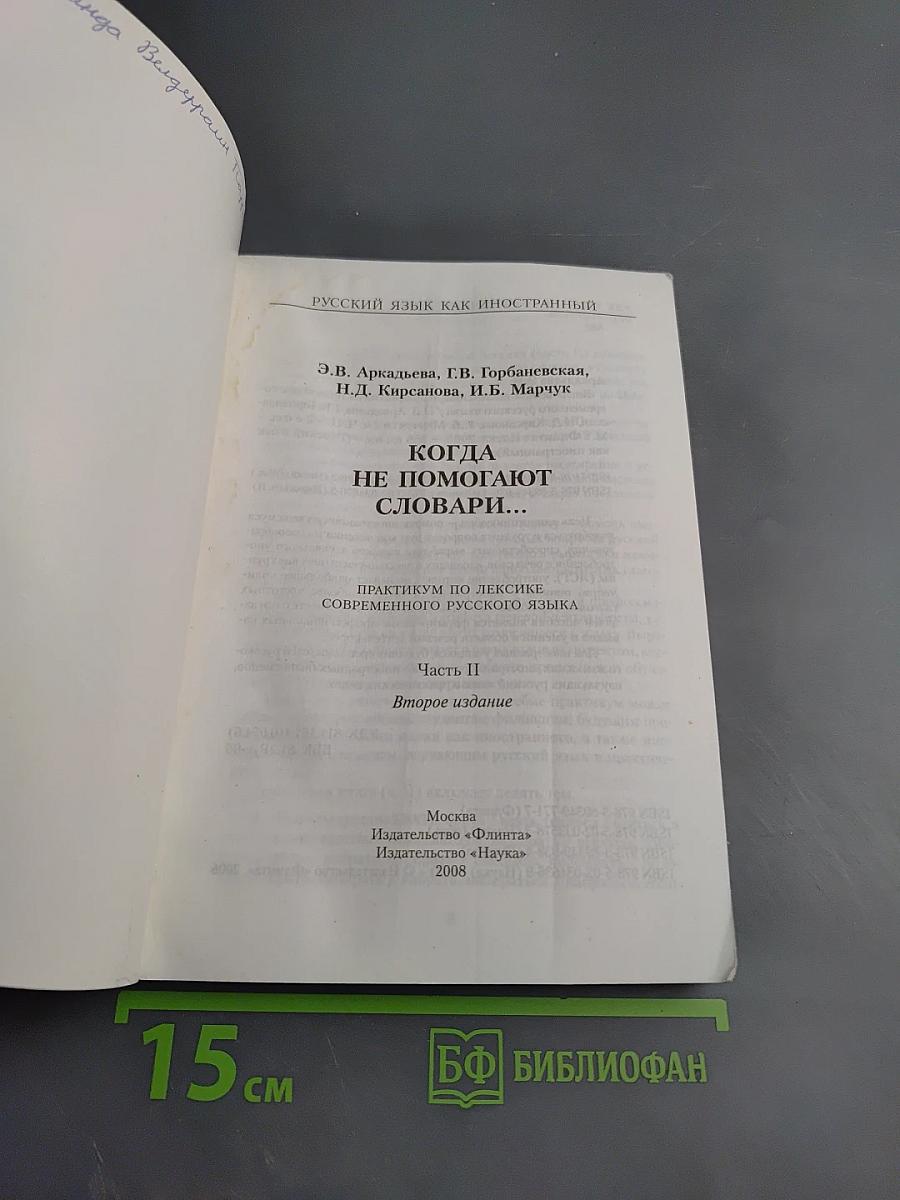 Велдеррами
РУССКИЙ ЯЗЫК КАК ИНОСТРАННЫЙ
Э.В. Аркадьева, Г.В. Горбаневская,
Н.Д. Кирсанова, И.Б. Марчук
КОГДА
НЕ ПОМОГАЮТ
СЛОВАРИ...
ПРАКТИКУМ ПО ЛЕКСИКЕ
СОВРЕМЕННОГО РУССКОГО ЯЗЫКА
Часть II
Второе издание
Москва
Издательство «Флинта»
Издательство «Наука»
2008
15 см
БФ БИБЛИОФАН